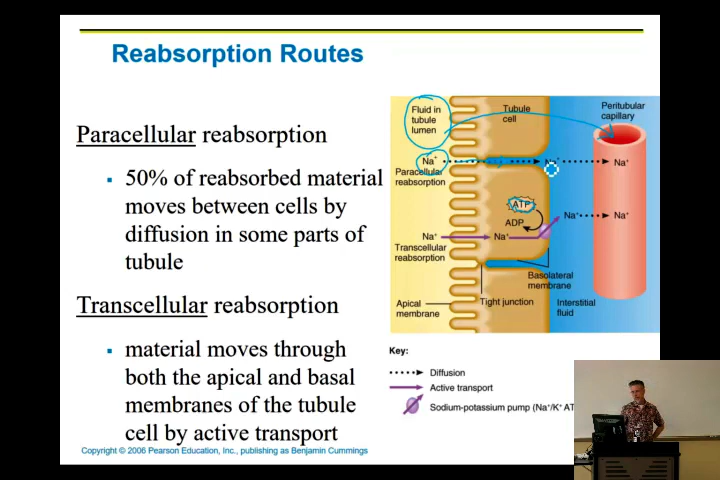 Reabsorption Routes
Paracellular reabsorption
▪ 50% of reabsorbed material
moves between cells by
diffusion in some parts of
tubule
Transcellular reabsorption
▪ material moves through
both the apical and basal
membranes of the tubule
cell by active transport
Fluid in
tubule
lumen
Tubule
cell
Peritubular
capillary
Na+
Na+
Paracellular
reabsorption
ATP
ADP
Na+
Na+
Na+
Na+
Transcellular
reabsorption
Basolateral
membrane
Apical
membrane
Tight junction
Interstitial
fluid
Key:
Diffusion
Active transport
Sodium-potassium pump (Na+/K+ AT
Copyright © 2006 Pearson Education, Inc., publishing as Benjamin Cummings